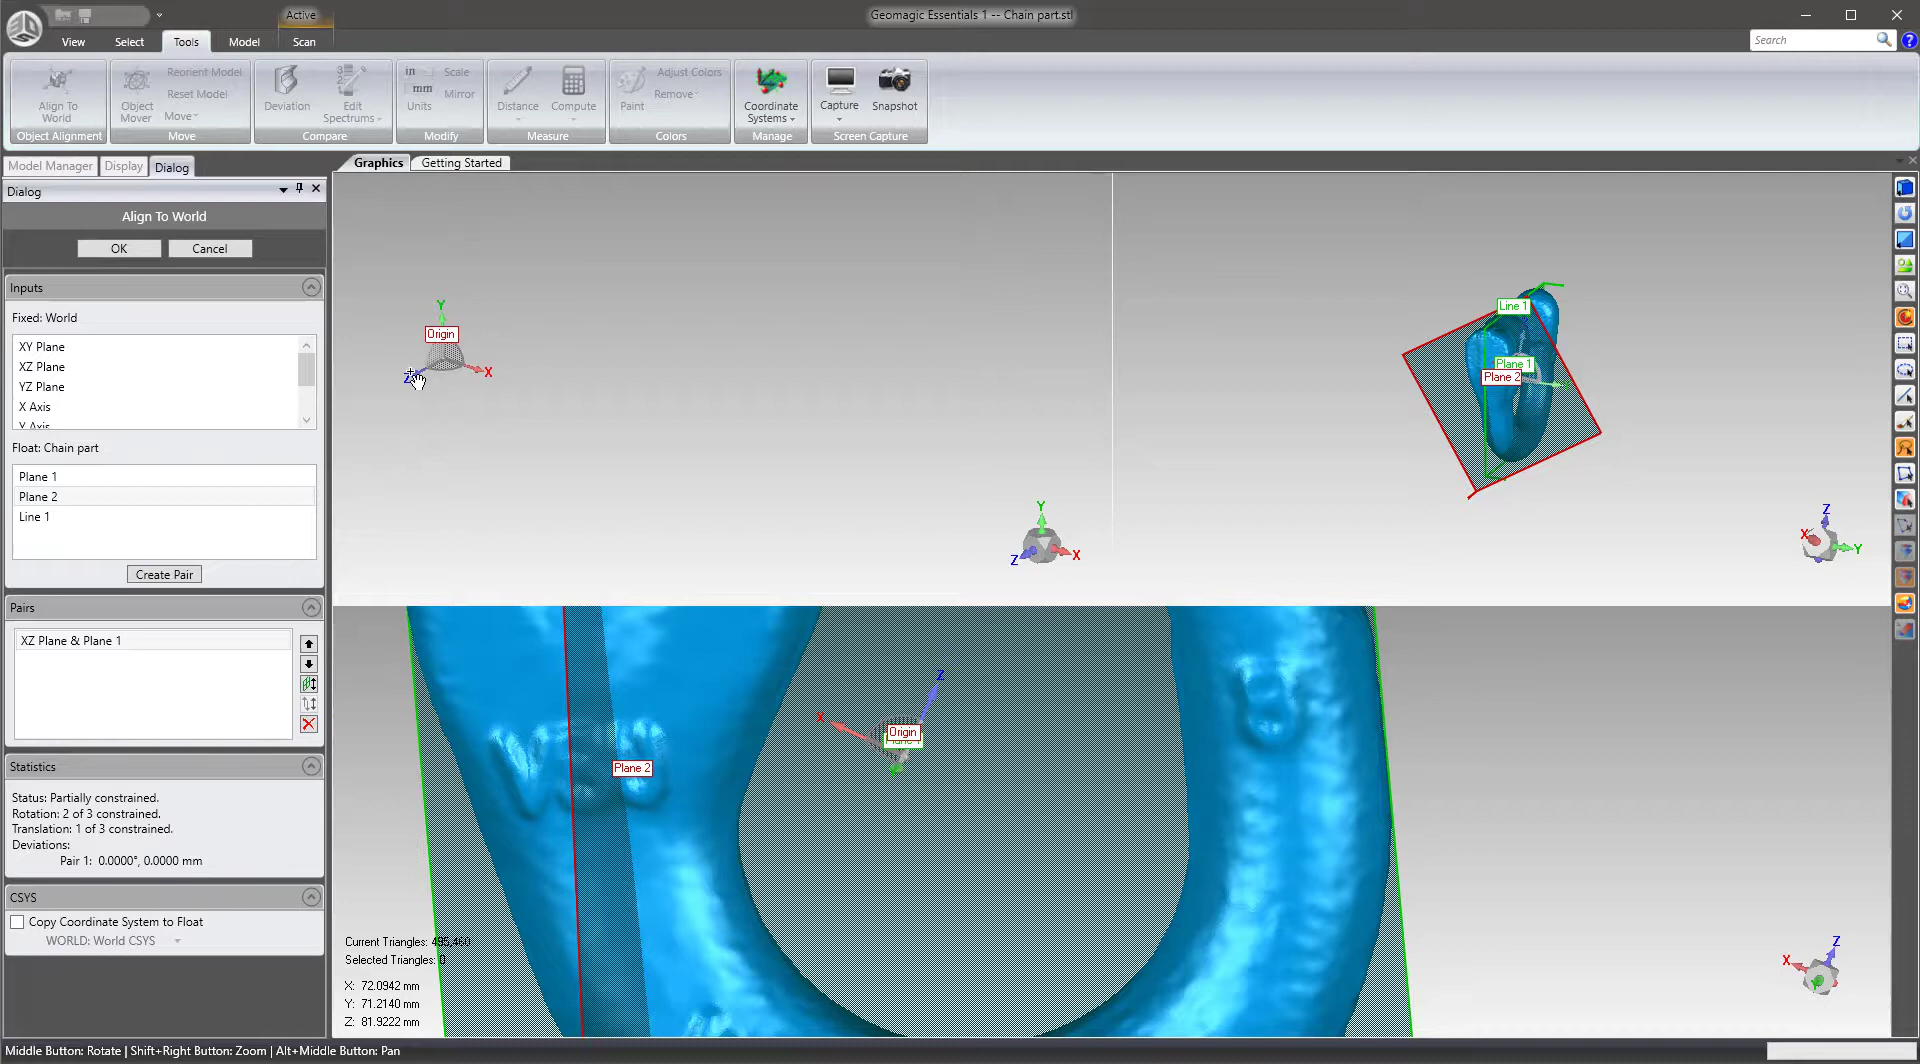 Active
Geomagic Essentials 1 -- Chain part.stl
View Select Tools Model Scan
Search
Align To World
Object Alignment
Object Mover
Reorient Model
Reset Model
Move
Move
Deviation
Edit Spectrums
Compare
in
mm
Units
Scale
Mirror
Modify
Distance
Compute
Measure
Paint
Adjust Colors
Remove
Colors
Coordinate Systems
Manage
Capture
Snapshot
Screen Capture
Model Manager Display Dialog
Graphics Getting Started
Dialog
Align To World
OK Cancel
Inputs
Fixed: World
XY Plane
XZ Plane
YZ Plane
X Axis
Y Axis
Float: Chain part
Plane 1
Plane 2
Line 1
Create Pair
Pairs
XZ Plane & Plane 1
Statistics
Status: Partially constrained.
Rotation: 2 of 3 constrained.
Translation: 1 of 3 constrained.
Deviations:
Pair 1: 0.0000°, 0.0000 mm
CSYS
Copy Coordinate System to Float
WORLD: World CSYS
Y
Origin
Z
X
Y
Z
X
Line 1
Plane 1
Plane 2
Z
X
Y
Z
X
Origin
Y
Plane 2
Z
X
Y
Current Triangles: 495,460
Selected Triangles: 0
X: 72.0942 mm
Y: 71.2140 mm
Z: 81.9222 mm
Middle Button: Rotate | Shift+Right Button: Zoom | Alt+Middle Button: Pan